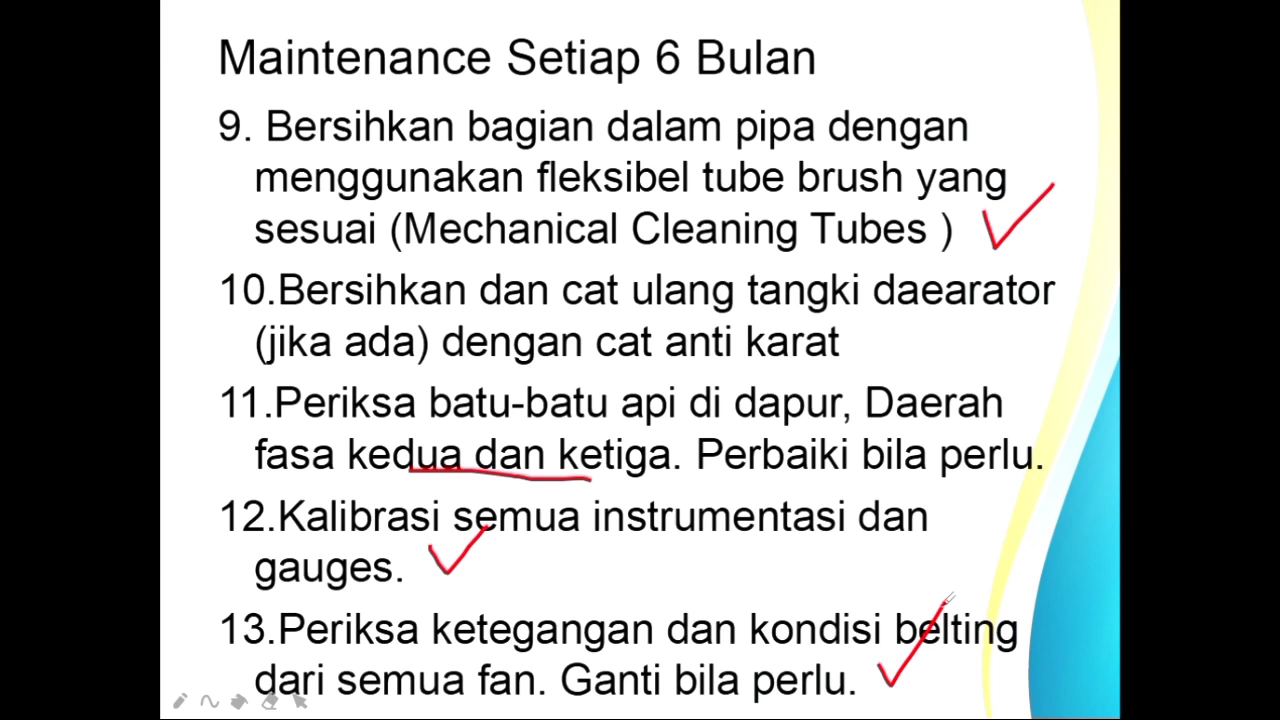 Maintenance Setiap 6 Bulan
9. Bersihkan bagian dalam pipa dengan
menggunakan fleksibel tube brush yang
sesuai (Mechanical Cleaning Tubes )
10.Bersihkan dan cat ulang tangki daearator
(jika ada) dengan cat anti karat
11.Periksa batu-batu api di dapur, Daerah
fasa kedua dan ketiga. Perbaiki bila perlu.
12.Kalibrasi semua instrumentasi dan
gauges.
13.Periksa ketegangan dan kondisi belting
dari semua fan. Ganti bila perlu.